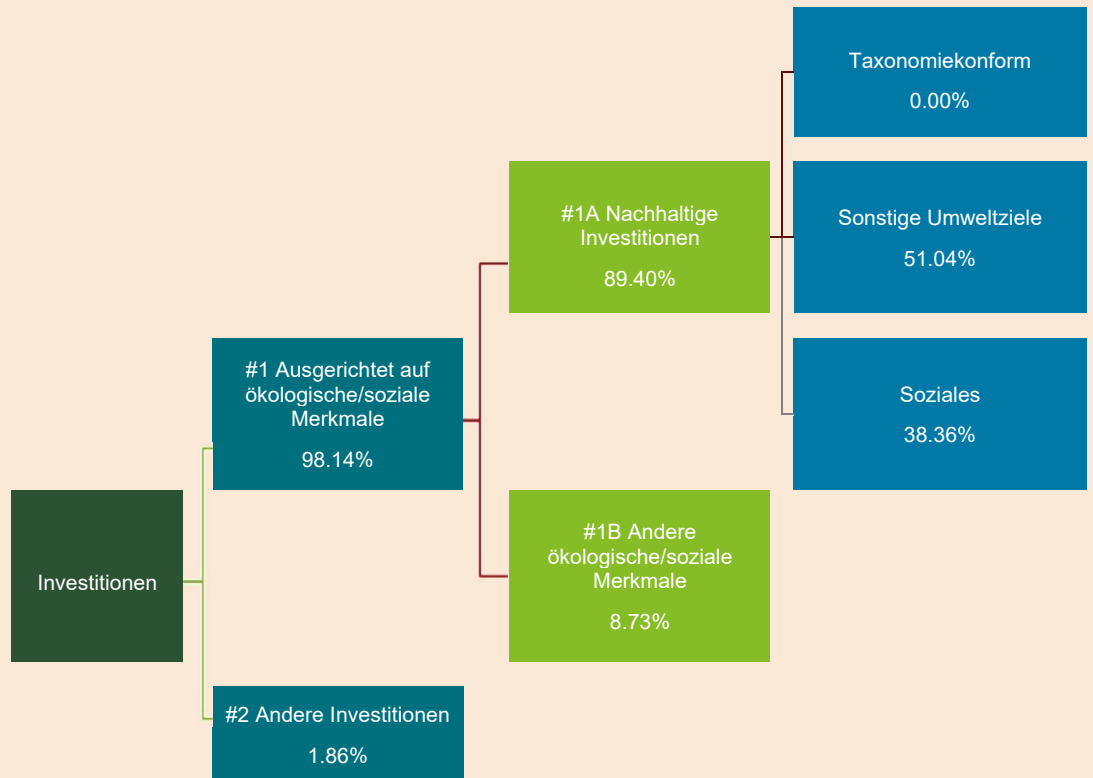 Taxonomiekonform
0.00%
#1A Nachhaltige
Investitionen
89.40%
Sonstige Umweltziele
51.04%
#1 Ausgerichtet auf
ökologische/soziale
Merkmale
98.14%
Soziales
38.36%
Investitionen
#1B Andere
ökologische/soziale
Merkmale
8.73%
#2 Andere Investitionen
1.86%